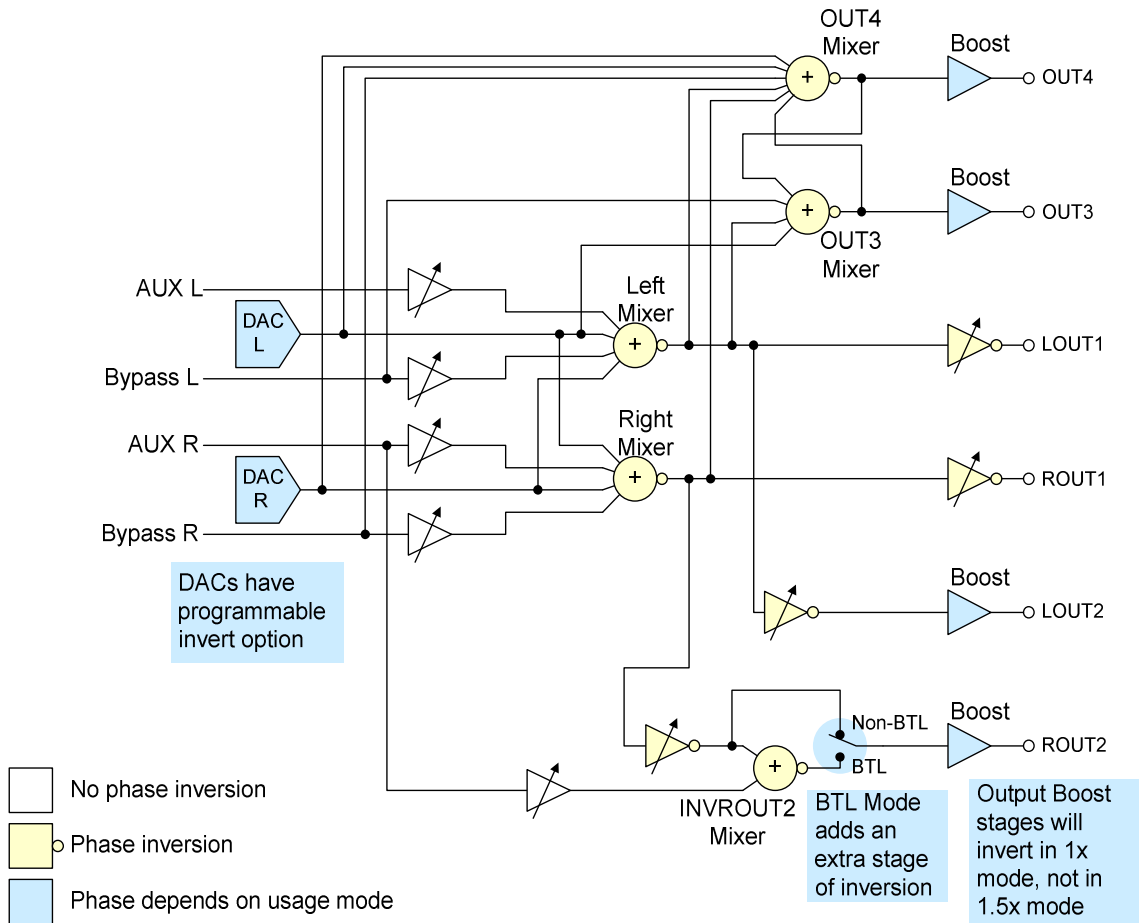 OUT4
Mixer
Boost
+
OUT4
Boost
+
OUT3
OUT3
Mixer
AUX L
Left
Mixer
DAC
L
+
LOUT1
Bypass L
AUX R
Right
Mixer
DAC
R
+
ROUT1
Bypass R
DACs have
programmable
invert option
Boost
LOUT2
Non-BTL
Boost
ROUT2
+
BTL
INVROUT2
Mixer
BTL Mode
adds an
extra stage
of inversion
Output Boost
stages will
invert in 1x
mode, not in
1.5x mode
No phase inversion
Phase inversion
Phase depends on usage mode